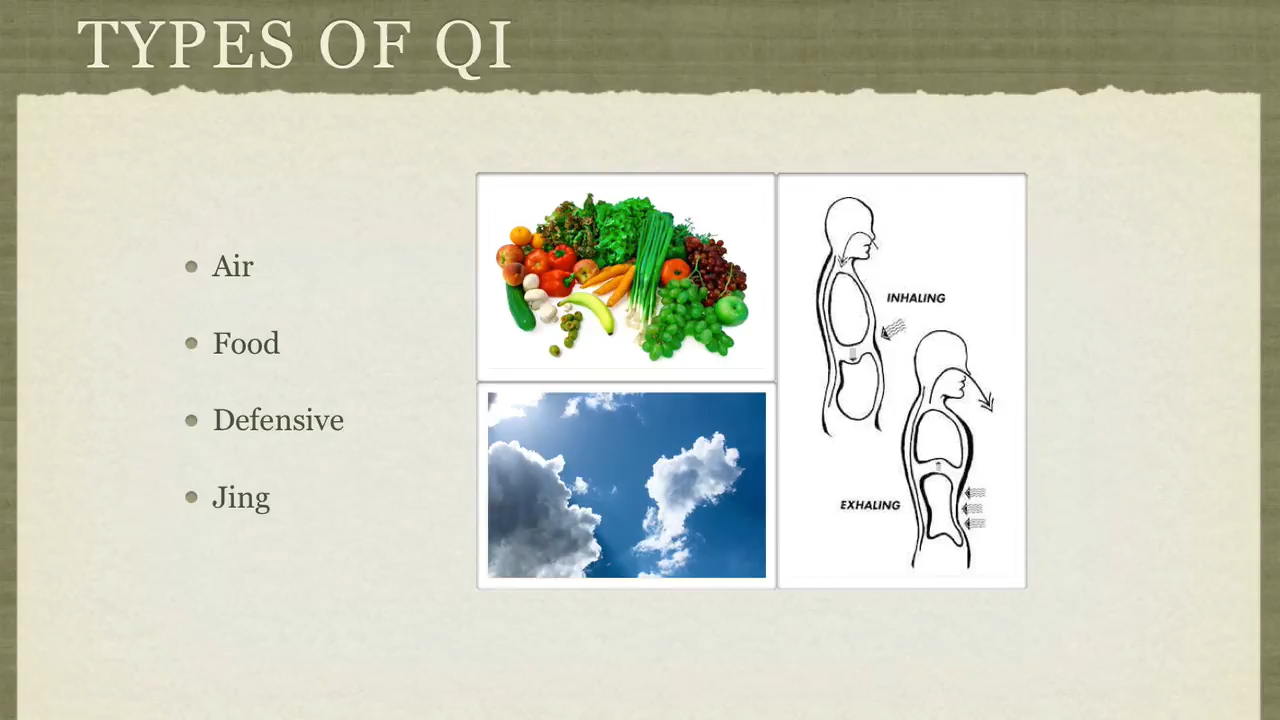 TYPES OF QI
• Air
• Food
• Defensive
• Jing
INHALING
EXHALING